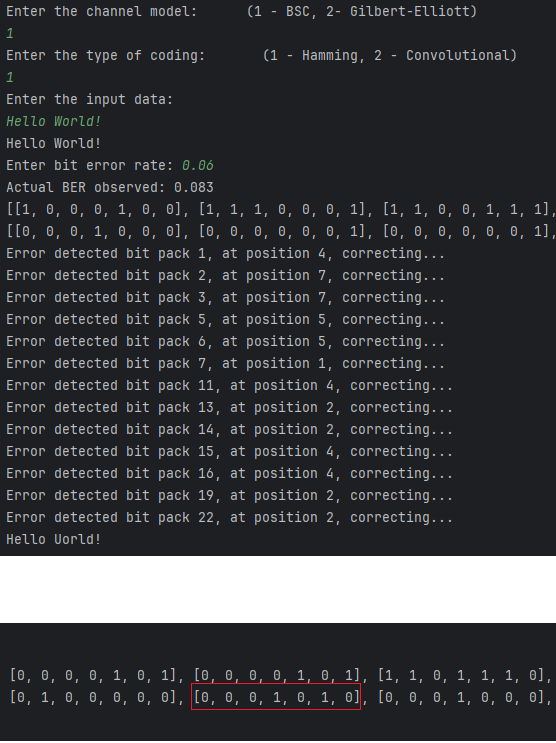 Enter the channel model:      (1 - BSC, 2- Gilbert-Elliott)
1
Enter the type of coding:       (1 - Hamming, 2 - Convolutional)
1
Enter the input data:
Hello World!
Hello World!
Enter bit error rate: 0.06
Actual BER observed: 0.083
[[1, 0, 0, 0, 1, 0, 0], [1, 1, 1, 0, 0, 0, 1], [1, 1, 0, 0, 1, 1, 1],
[[0, 0, 0, 1, 0, 0, 0], [0, 0, 0, 0, 0, 0, 1], [0, 0, 0, 0, 0, 0, 1],
Error detected bit pack 1, at position 4, correcting...
Error detected bit pack 2, at position 7, correcting...
Error detected bit pack 3, at position 7, correcting...
Error detected bit pack 5, at position 5, correcting...
Error detected bit pack 6, at position 5, correcting...
Error detected bit pack 7, at position 1, correcting...
Error detected bit pack 11, at position 4, correcting...
Error detected bit pack 13, at position 2, correcting...
Error detected bit pack 14, at position 2, correcting...
Error detected bit pack 15, at position 4, correcting...
Error detected bit pack 16, at position 4, correcting...
Error detected bit pack 19, at position 2, correcting...
Error detected bit pack 22, at position 2, correcting...
Hello Uorld!
[0, 0, 0, 0, 1, 0, 1], [0, 0, 0, 0, 1, 0, 1], [1, 1, 0, 1, 1, 1, 0],
[0, 1, 0, 0, 0, 0, 0], [0, 0, 0, 1, 0, 1, 0], [0, 0, 0, 1, 0, 0, 0],